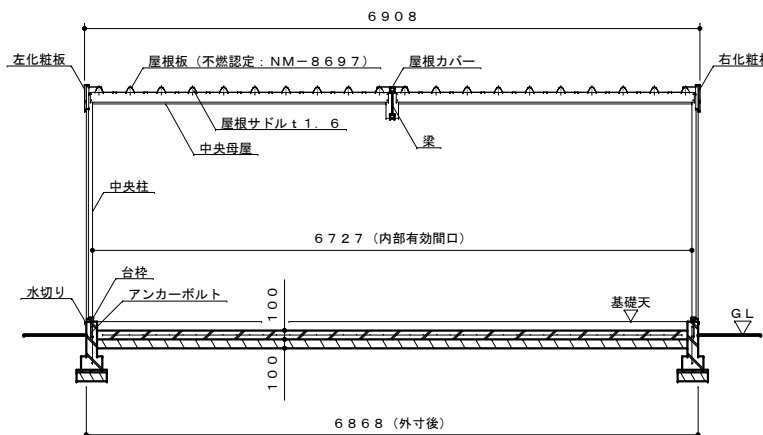 ６９０８
左化粧板
屋根板（不燃認定：ＮＭ－８６９７）
屋根カバー
右化粧板
屋根サドルｔ１．６
中央母屋
梁
中央柱
６７２７（内部有効間口）
台枠
水切り
アンカーボルト
１００
基礎天
ＧＬ
１００
６８６８（外寸後）